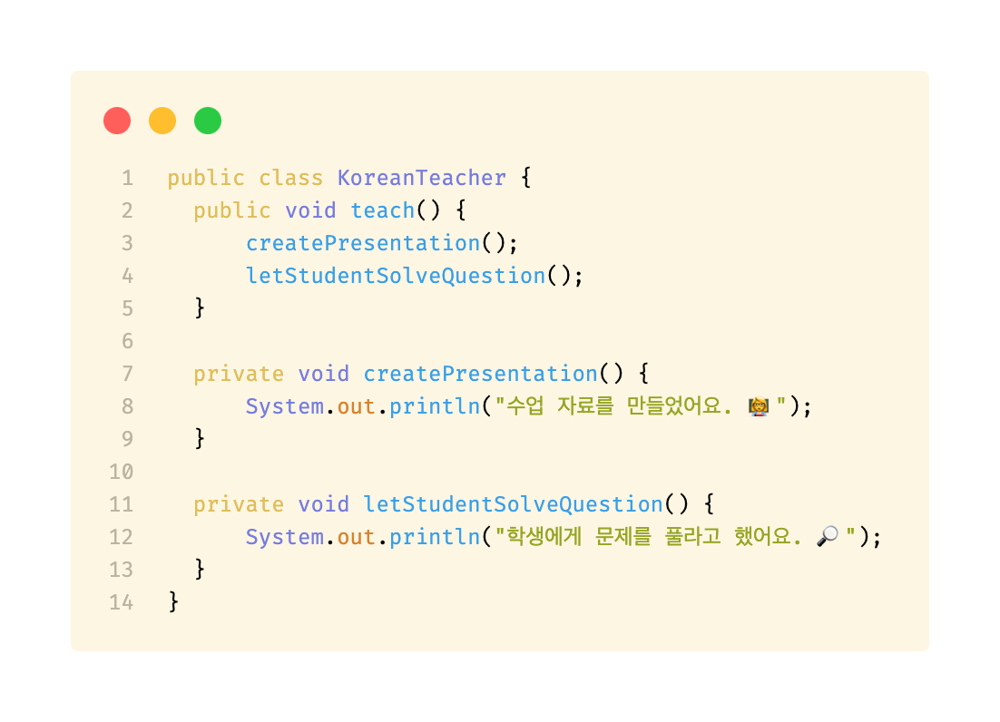 1 public class KoreanTeacher {
2   public void teach() {
3       createPresentation();
4       letStudentSolveQuestion();
5   }
6
7   private void createPresentation() {
8       System.out.println("수업 자료를 만들었어요. 👩‍🏫 ");
9   }
10
11   private void letStudentSolveQuestion() {
12       System.out.println("학생에게 문제를 풀라고 했어요. 🔎 ");
13   }
14 }